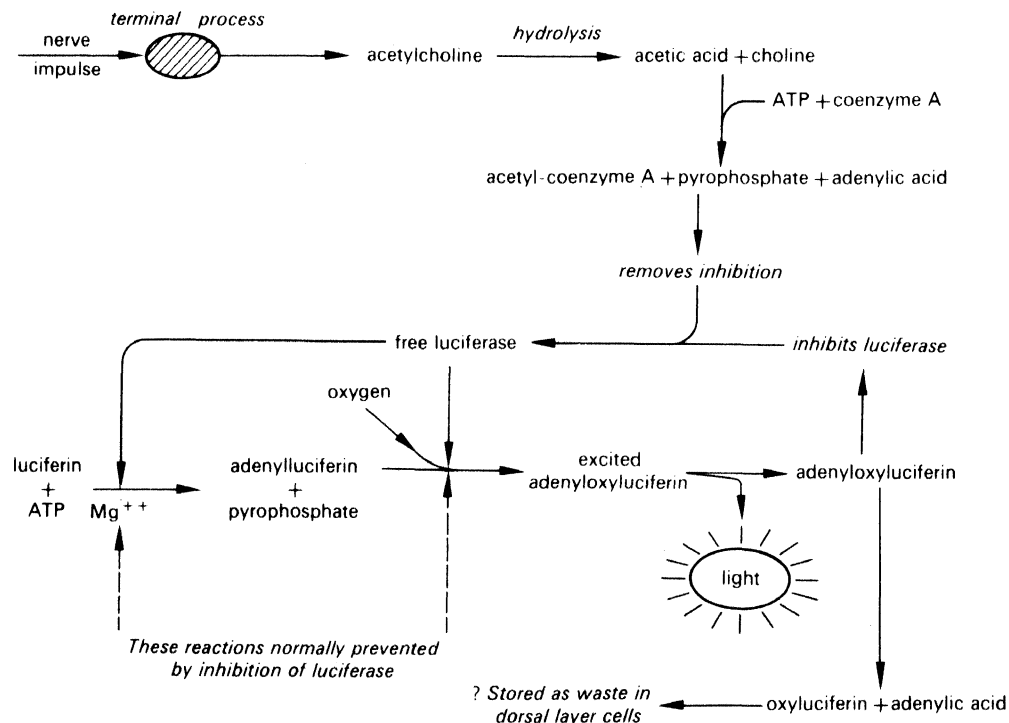 terminal process
nerve
impulse
acetylcholine
hydrolysis
acetic acid + choline
ATP + coenzyme A
acetyl-coenzyme A + pyrophosphate + adenylic acid
removes inhibition
free luciferase
inhibits luciferase
oxygen
luciferin
+
ATP
Mg++
adenylluciferin
+
pyrophosphate
excited
adenyloxyluciferin
adenyloxyluciferin
light
These reactions normally prevented
by inhibition of luciferase
? Stored as waste in
dorsal layer cells
oxyluciferin + adenylic acid